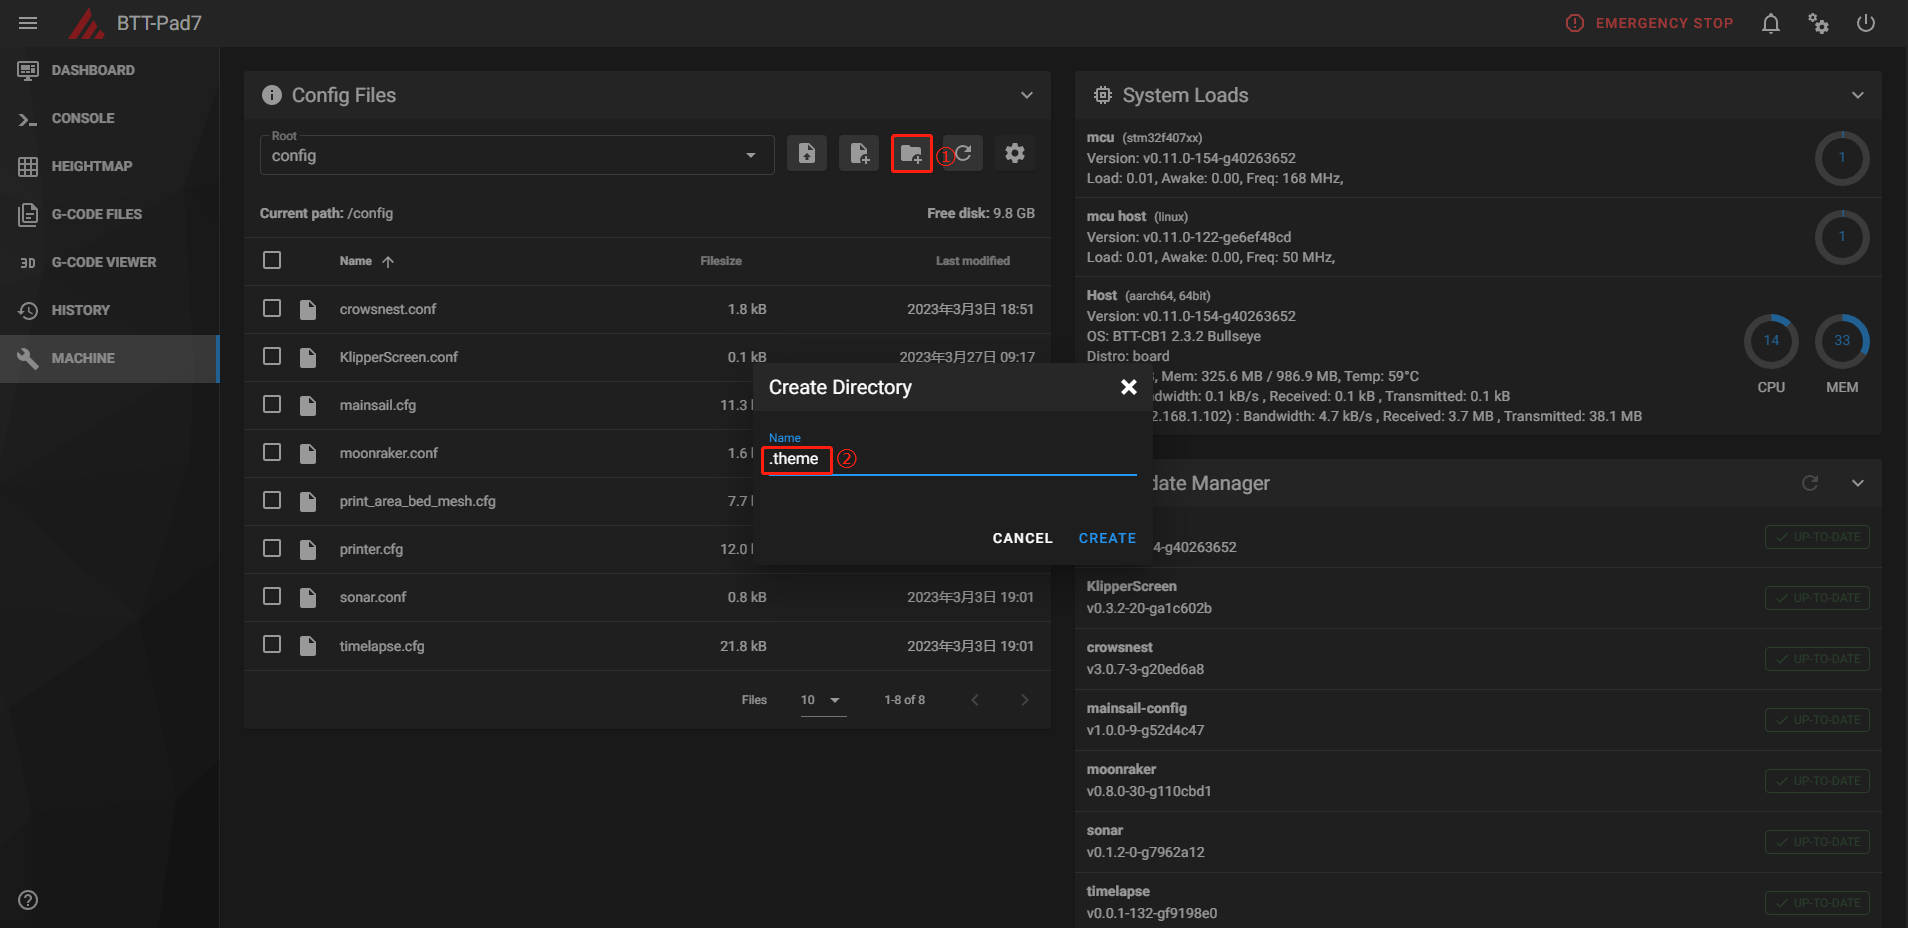 BTT-Pad7
EMERGENCY STOP
DASHBOARD
CONSOLE
HEIGHTMAP
G-CODE FILES
3D G-CODE VIEWER
HISTORY
MACHINE
Config Files
Root
config
①
Current path: /config
Free disk: 9.8 GB
Name
Filesize
Last modified
crowsnest.conf
1.8 kB
2023年3月3日 18:51
KlipperScreen.conf
0.1 kB
2023年3月27日 09:17
mainsail.cfg
11.3
moonraker.conf
1.6
print_area_bed_mesh.cfg
7.7
printer.cfg
12.0
sonar.conf
0.8 kB
2023年3月3日 19:01
timelapse.cfg
21.8 kB
2023年3月3日 19:01
Files
10
1-8 of 8
Create Directory
Name
.theme
②
CANCEL
CREATE
System Loads
mcu (stm32f407xx)
Version: v0.11.0-154-g40263652
Load: 0.01, Awake: 0.00, Freq: 168 MHz,
1
mcu host (linux)
Version: v0.11.0-122-ge6ef48cd
Load: 0.01, Awake: 0.00, Freq: 50 MHz,
1
Host (aarch64, 64bit)
Version: v0.11.0-154-g40263652
OS: BTT-CB1 2.3.2 Bullseye
Distro: board
, Mem: 325.6 MB / 986.9 MB, Temp: 59°C
dwidth: 0.1 kB/s , Received: 0.1 kB , Transmitted: 0.1 kB
2.168.1.102) : Bandwidth: 4.7 kB/s , Received: 3.7 MB , Transmitted: 38.1 MB
14
CPU
33
MEM
date Manager
4-g40263652
UP-TO-DATE
KlipperScreen
v0.3.2-20-ga1c602b
UP-TO-DATE
crowsnest
v3.0.7-3-g20ed6a8
UP-TO-DATE
mainsail-config
v1.0.0-9-g52d4c47
UP-TO-DATE
moonraker
v0.8.0-30-g110cbd1
UP-TO-DATE
sonar
v0.1.2-0-g7962a12
UP-TO-DATE
timelapse
v0.0.1-132-gf9198e0
UP-TO-DATE